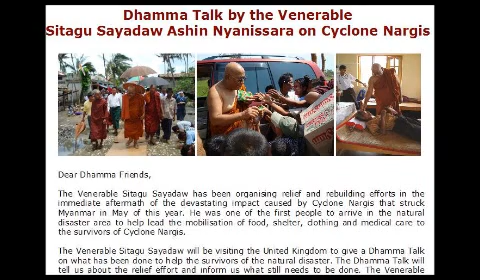 Dhamma Talk by the Venerable
Sitagu Sayadaw Ashin Nyanissara on Cyclone Nargis
Dear Dhamma Friends,
The Venerable Sitagu Sayadaw has been organising relief and rebuilding efforts in the
immediate aftermath of the devastating impact caused by Cyclone Nargis that struck
Myanmar in May of this year. He was one of the first people to arrive in the natural
disaster area to help lead the mobilisation of food, shelter, clothing and medical care to
the survivors of Cyclone Nargis.
The Venerable Sitagu Sayadaw will be visiting the United Kingdom to give a Dhamma Talk
on what has been done to help the survivors of the natural disaster. The Dhamma Talk will
tell us about the relief effort and inform us what still needs to be done. The Venerable